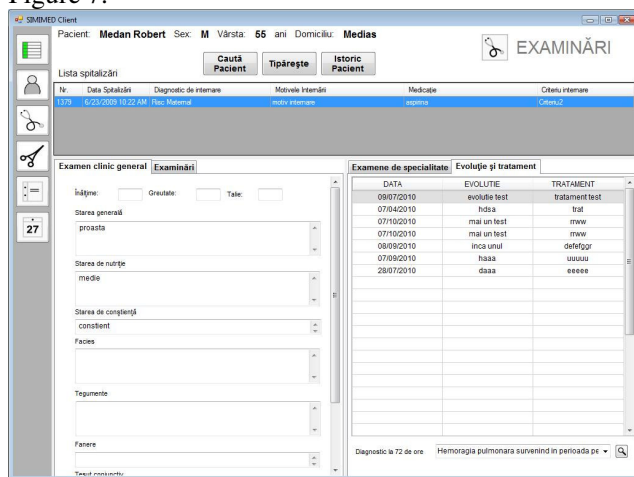 Figure 7.
SIMIMED Client
Pacient: Medan Robert Sex: M Vârsta: 55 ani Domiciliu: Medias
EXAMINĂRI
Caută Pacient
Tipăreşte
Istoric Pacient
Lista spitalizări
Nr. Data Spitalizării Diagnostic de internare Motivele Internării Medicaţie Criteriu internare
1379 6/23/2009 10:22 AM Risc Maternal motiv internare aspirina Criteriu2
Examen clinic general Examinări
Înălţime: Greutate: Talie:
Starea generală
proasta
Starea de nutriţie
medie
Starea de conştienţă
constient
Facies
Tegumente
Fanere
Tesut conjunctiv
Examene de specialitate Evoluţie şi tratament
DATA EVOLUTIE TRATAMENT
09/07/2010 evolutie test tratament test
07/04/2010 hdsa trat
07/10/2010 mai un test rrww
07/10/2010 mai un test rrww
08/09/2010 inca unul defefggr
07/09/2010 haaa uuuuu
28/07/2010 daaa eeeee
Diagnostic la 72 de ore Hemoragia pulmonara survenind in perioada pe
27